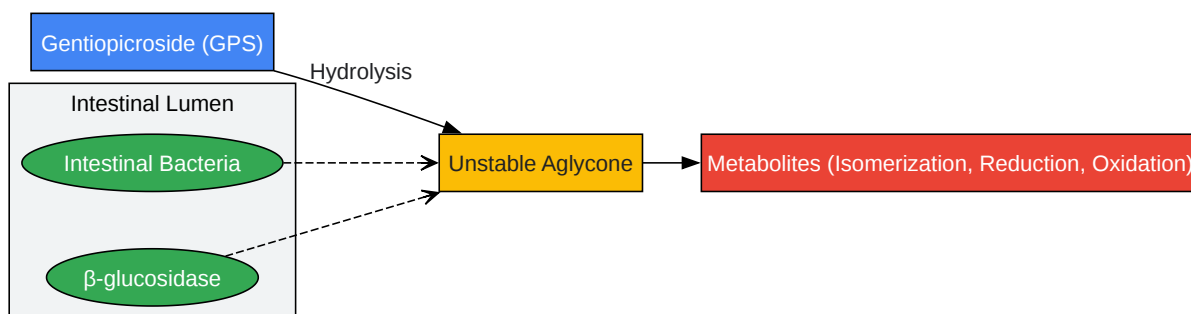 Gentiopicroside (GPS)
Hydrolysis
Intestinal Lumen
Intestinal Bacteria
Unstable Aglycone
Metabolites (Isomerization, Reduction, Oxidation)
β-glucosidase